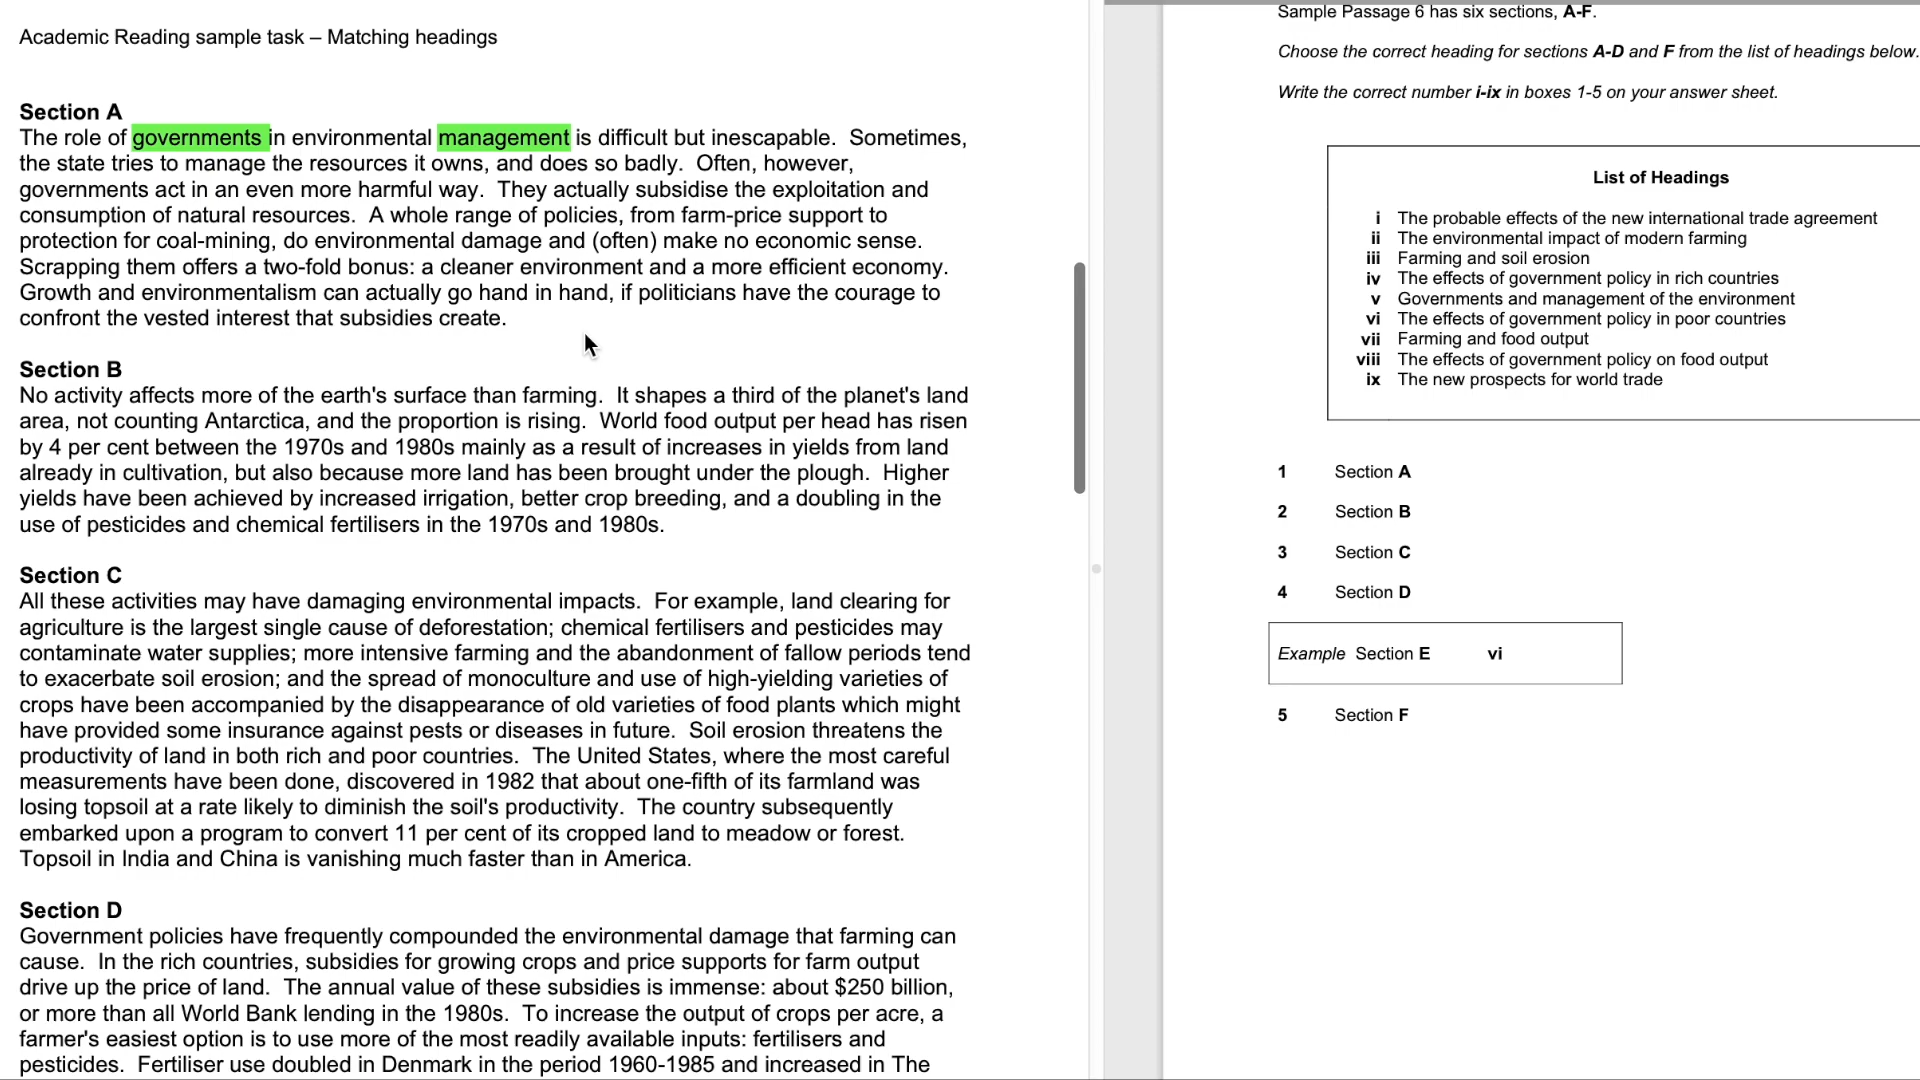 Academic Reading sample task – Matching headings
Section A
The role of governments in environmental management is difficult but inescapable.  Sometimes,
the state tries to manage the resources it owns, and does so badly.  Often, however,
governments act in an even more harmful way.  They actually subsidise the exploitation and
consumption of natural resources.  A whole range of policies, from farm-price support to
protection for coal-mining, do environmental damage and (often) make no economic sense.
Scrapping them offers a two-fold bonus: a cleaner environment and a more efficient economy.
Growth and environmentalism can actually go hand in hand, if politicians have the courage to
confront the vested interest that subsidies create.
Section B
No activity affects more of the earth's surface than farming.  It shapes a third of the planet's land
area, not counting Antarctica, and the proportion is rising.  World food output per head has risen
by 4 per cent between the 1970s and 1980s mainly as a result of increases in yields from land
already in cultivation, but also because more land has been brought under the plough.  Higher
yields have been achieved by increased irrigation, better crop breeding, and a doubling in the
use of pesticides and chemical fertilisers in the 1970s and 1980s.
Section C
All these activities may have damaging environmental impacts.  For example, land clearing for
agriculture is the largest single cause of deforestation; chemical fertilisers and pesticides may
contaminate water supplies; more intensive farming and the abandonment of fallow periods tend
to exacerbate soil erosion; and the spread of monoculture and use of high-yielding varieties of
crops have been accompanied by the disappearance of old varieties of food plants which might
have provided some insurance against pests or diseases in future.  Soil erosion threatens the
productivity of land in both rich and poor countries.  The United States, where the most careful
measurements have been done, discovered in 1982 that about one-fifth of its farmland was
losing topsoil at a rate likely to diminish the soil's productivity.  The country subsequently
embarked upon a program to convert 11 per cent of its cropped land to meadow or forest.
Topsoil in India and China is vanishing much faster than in America.
Section D
Government policies have frequently compounded the environmental damage that farming can
cause.  In the rich countries, subsidies for growing crops and price supports for farm output
drive up the price of land.  The annual value of these subsidies is immense: about $250 billion,
or more than all World Bank lending in the 1980s.  To increase the output of crops per acre, a
farmer's easiest option is to use more of the most readily available inputs: fertilisers and
pesticides.  Fertiliser use doubled in Denmark in the period 1960-1985 and increased in The
Sample Passage 6 has six sections, A-F.
Choose the correct heading for sections A-D and F from the list of headings below.
Write the correct number i-ix in boxes 1-5 on your answer sheet.
List of Headings
i The probable effects of the new international trade agreement
ii The environmental impact of modern farming
iii Farming and soil erosion
iv The effects of government policy in rich countries
v Governments and management of the environment
vi The effects of government policy in poor countries
vii Farming and food output
viii The effects of government policy on food output
ix The new prospects for world trade
1 Section A
2 Section B
3 Section C
4 Section D
Example Section E vi
5 Section F